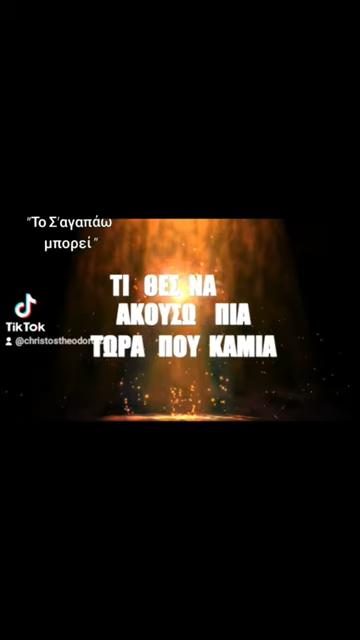 "Το Σ'αγαπάω
μπορεί "
ΤΙ ΘΕΣ ΝΑ
ΑΚΟΥΣΩ ΠΙΑ
ΤΩΡΑ ΠΟΥ ΚΑΜΙΑ
TikTok